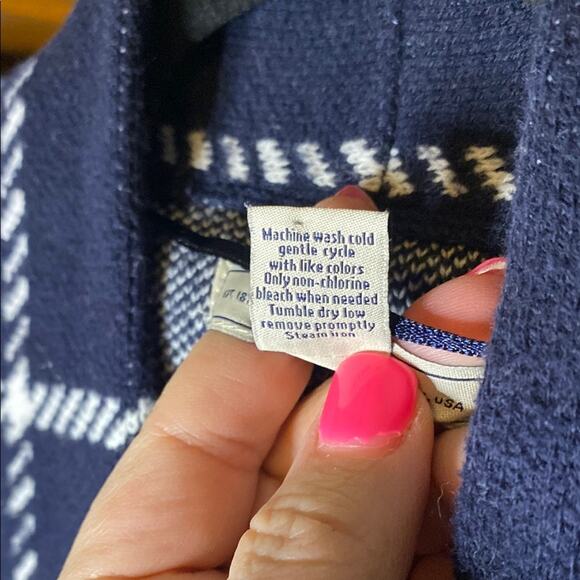 Machine wash cold
gentle cycle
with like colors
Only non-chlorine
bleach when needed
Tumble dry low
remove promptly
Steam iron
USA